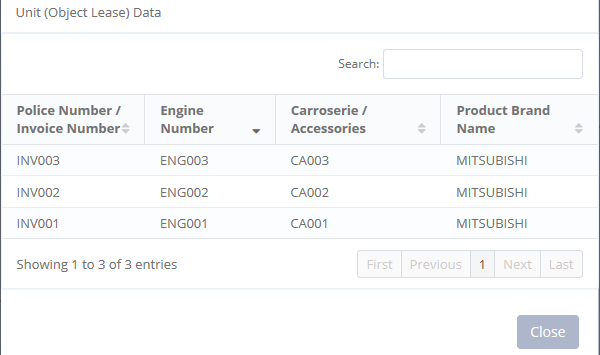 Unit (Object Lease) Data
Search:
Police Number / Invoice Number
Engine Number
Carroserie / Accessories
Product Brand Name
INV003 ENG003 CA003 MITSUBISHI
INV002 ENG002 CA002 MITSUBISHI
INV001 ENG001 CA001 MITSUBISHI
Showing 1 to 3 of 3 entries
First Previous 1 Next Last
Close